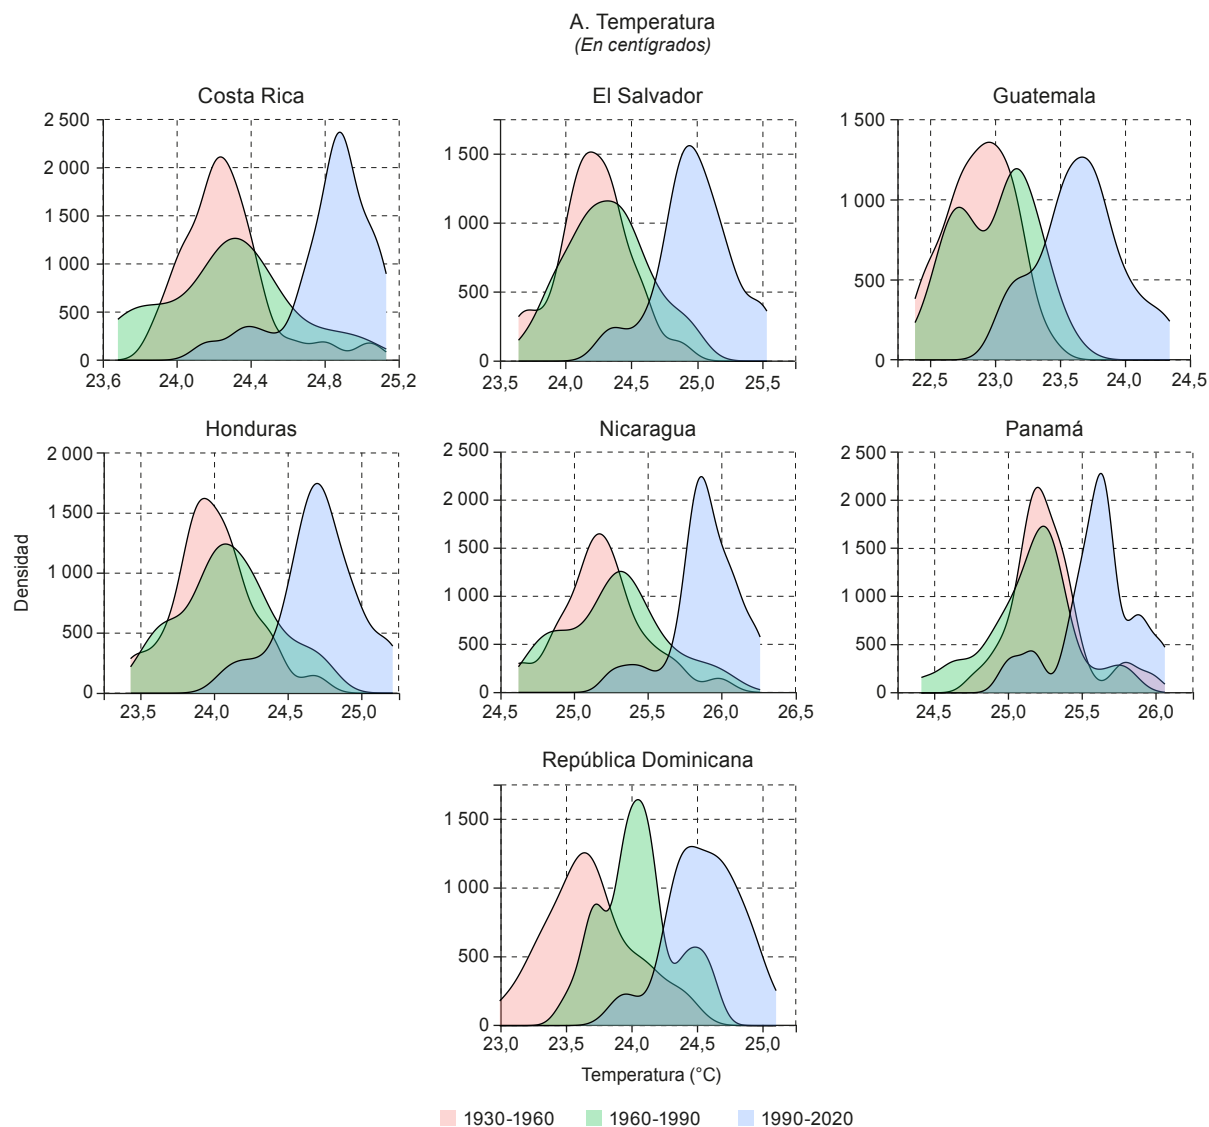 A. Temperatura
(En centígrados)
Costa Rica
2 500
2 000
1 500
1 000
500
0
23,6 24,0 24,4 24,8 25,2
El Salvador
1 500
1 000
500
0
23,5 24,0 24,5 25,0 25,5
Guatemala
1 500
1 000
500
0
22,5 23,0 23,5 24,0 24,5
Densidad
Honduras
2 000
1 500
1 000
500
0
23,5 24,0 24,5 25,0
Nicaragua
2 500
2 000
1 500
1 000
500
0
24,5 25,0 25,5 26,0 26,5
Panamá
2 500
2 000
1 500
1 000
500
0
24,5 25,0 25,5 26,0
República Dominicana
1 500
1 000
500
0
23,0 23,5 24,0 24,5 25,0
Temperatura (°C)
1930-1960 1960-1990 1990-2020